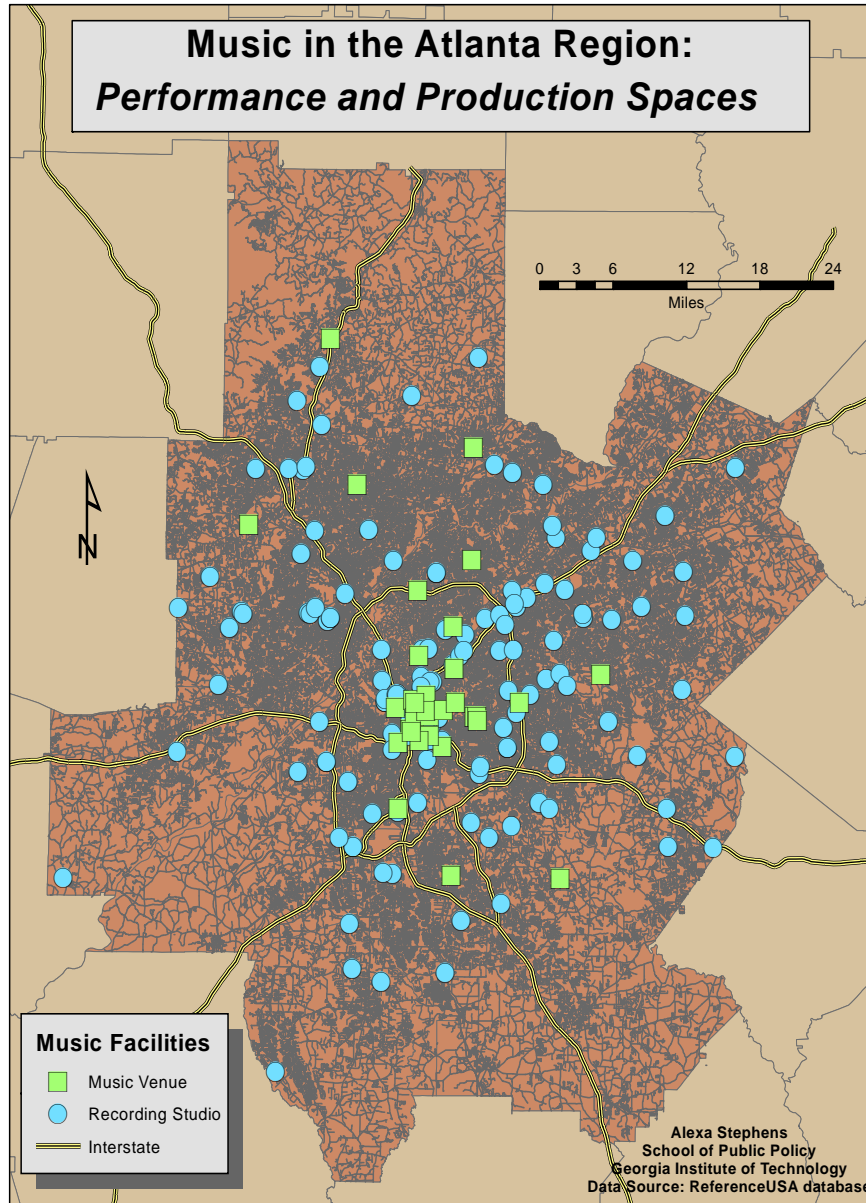 Music in the Atlanta Region:
Performance and Production Spaces
0 3 6 12 18 24
Miles
N
Music Facilities
Music Venue
Recording Studio
Interstate
Alexa Stephens
School of Public Policy
Georgia Institute of Technology
Data Source: ReferenceUSA database